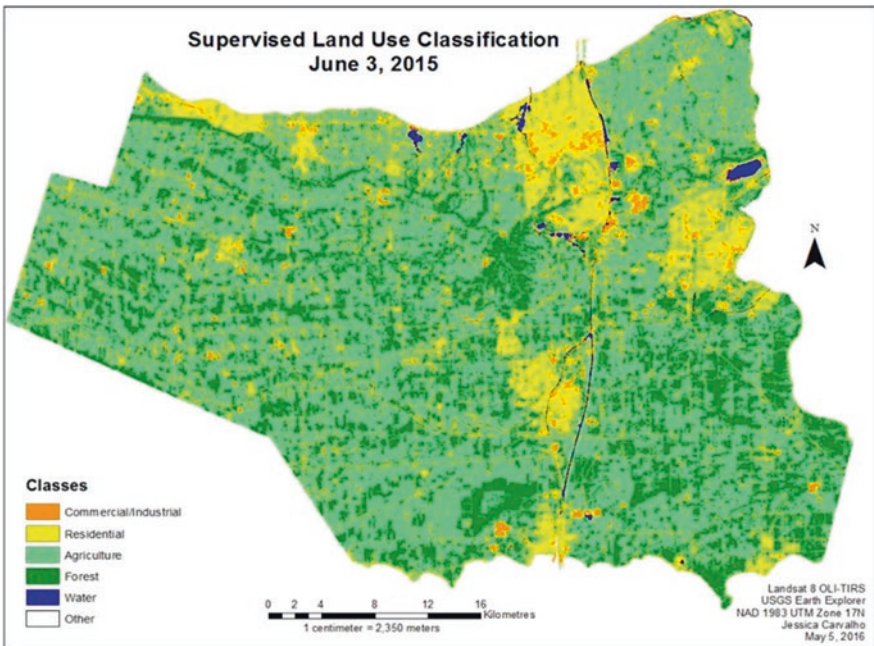 Supervised Land Use Classification
June 3, 2015
N
Classes
Commercial/Industrial
Residential
Agriculture
Forest
Water
Other
0 2 4 8 12 16
Kilometres
1 centimeter = 2,350 meters
Landsat 8 OLI-TIRS
USGS Earth Explorer
NAD 1983 UTM Zone 17N
Jessica Carvalho
May 5, 2016